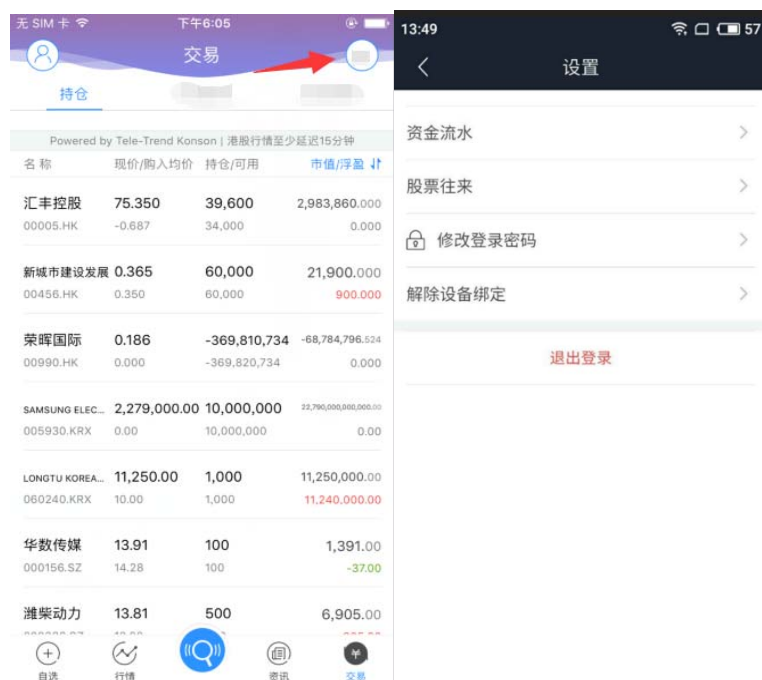 无 SIM 卡 下午6:05
交易
持仓
Powered by Tele-Trend Konson | 港股行情至少延迟15分钟
名称 现价/购入均价 持仓/可用 市值/浮盈
汇丰控股 75.350 39,600 2,983,860.000
00005.HK -0.687 34,000 0.000
新城市建设发展 0.365 60,000 21,900.000
00456.HK 0.350 60,000 900.000
荣晖国际 0.186 -369,810,734 -68,784,796.524
00990.HK 0.000 -369,820,734 0.000
SAMSUNG ELEC... 2,279,000.00 10,000,000 22,790,000,000,000.00
005930.KRX 0.00 10,000,000 0.00
LONGTU KOREA... 11,250.00 1,000 11,250,000.00
060240.KRX 10.00 1,000 11,240,000.00
华数传媒 13.91 100 1,391.00
000156.SZ 14.28 100 -37.00
潍柴动力 13.81 500 6,905.00
自选 行情 资讯 交易
13:49 57
设置
资金流水
股票往来
修改登录密码
解除设备绑定
退出登录